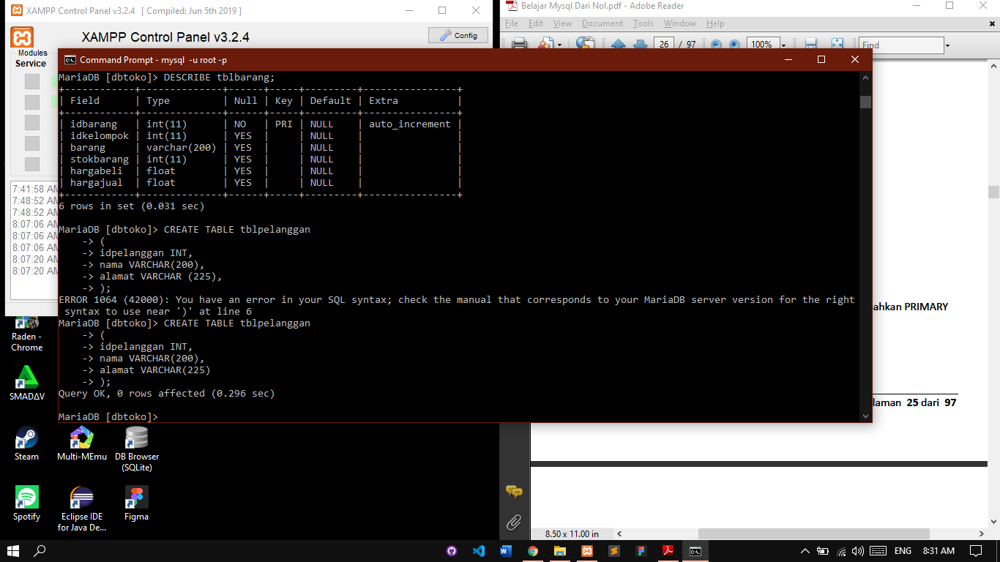 XAMPP Control Panel v3.2.4 [ Compiled: Jun 5th 2019 ]
XAMPP Control Panel v3.2.4
Config
Modules
Service
7:41:58 AM
7:48:52 AM
7:48:52 AM
8:07:06 AM
8:07:06 AM
8:07:06 AM
8:07:20 AM
8:07:20 AM
Belajar Mysql Dari Nol.pdf - Adobe Reader
File Edit View Document Tools Window Help
26 / 97 100% Find
Command Prompt - mysql -u root -p
MariaDB [dbtoko]> DESCRIBE tblbarang;
+------------+--------------+------+-----+---------+----------------+
| Field      | Type         | Null | Key | Default | Extra          |
+------------+--------------+------+-----+---------+----------------+
| idbarang   | int(11)      | NO   | PRI | NULL    | auto_increment |
| idkelompok | int(11)      | YES  |     | NULL    |                |
| barang     | varchar(200) | YES  |     | NULL    |                |
| stokbarang | int(11)      | YES  |     | NULL    |                |
| hargabeli  | float        | YES  |     | NULL    |                |
| hargajual  | float        | YES  |     | NULL    |                |
+------------+--------------+------+-----+---------+----------------+
6 rows in set (0.031 sec)
MariaDB [dbtoko]> CREATE TABLE tblpelanggan
    -> (
    -> idpelanggan INT,
    -> nama VARCHAR(200),
    -> alamat VARCHAR (225),
    -> );
ERROR 1064 (42000): You have an error in your SQL syntax; check the manual that corresponds to your MariaDB server version for the right
 syntax to use near ')' at line 6
MariaDB [dbtoko]> CREATE TABLE tblpelanggan
    -> (
    -> idpelanggan INT,
    -> nama VARCHAR(200),
    -> alamat VARCHAR(225)
    -> );
Query OK, 0 rows affected (0.296 sec)
MariaDB [dbtoko]>
ahkan PRIMARY
laman 25 dari 97
8.50 x 11.00 in
Raden -
Chrome
SMADΔV
Steam
Multi-MEmu
DB Browser
(SQLite)
Spotify
Eclipse IDE
for Java De...
Figma
ENG 8:31 AM